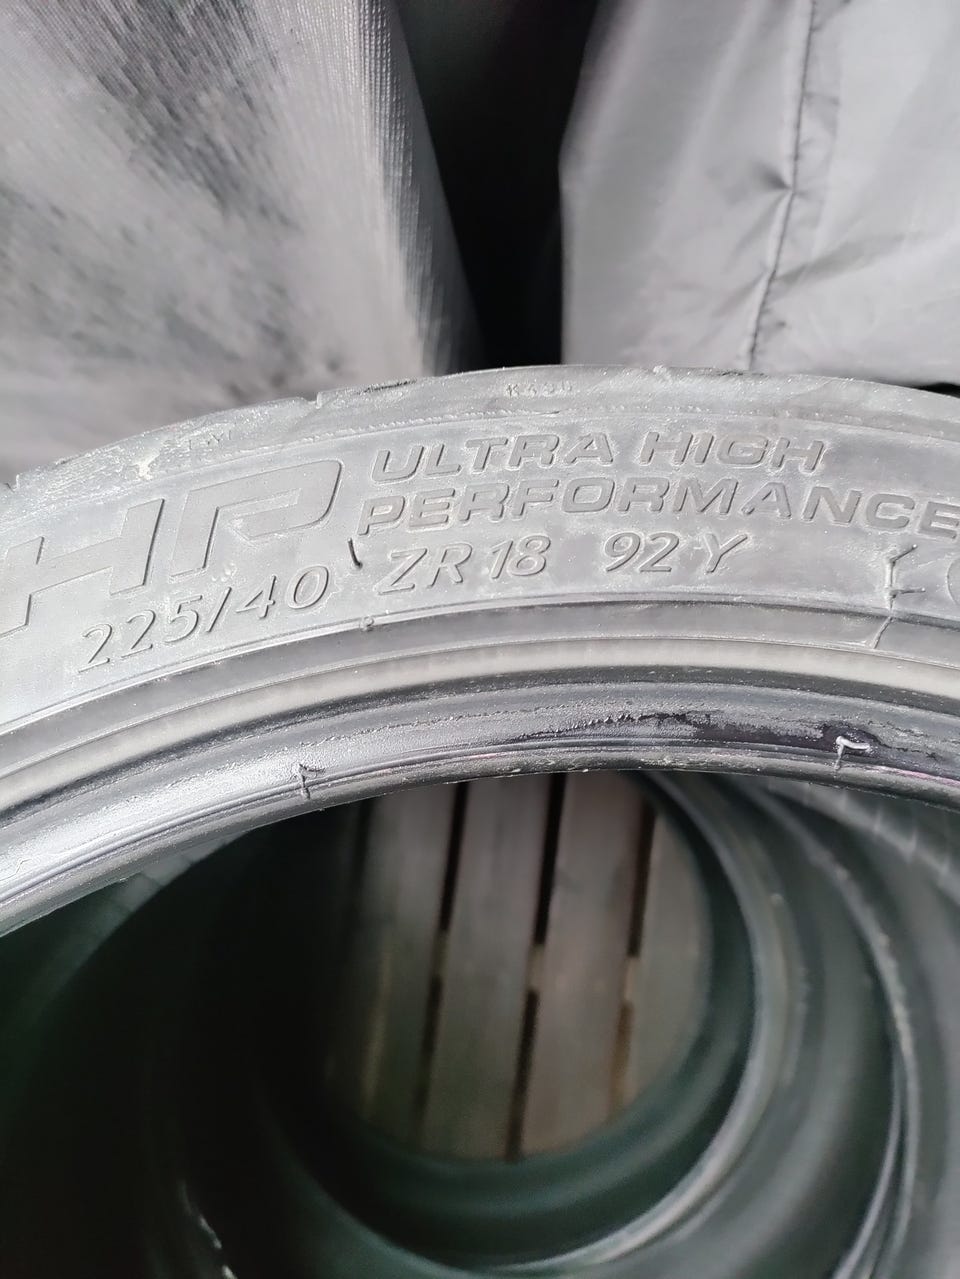 HP ULTRA HIGH
PERFORMANCE
225/40 ZR 18 92 Y